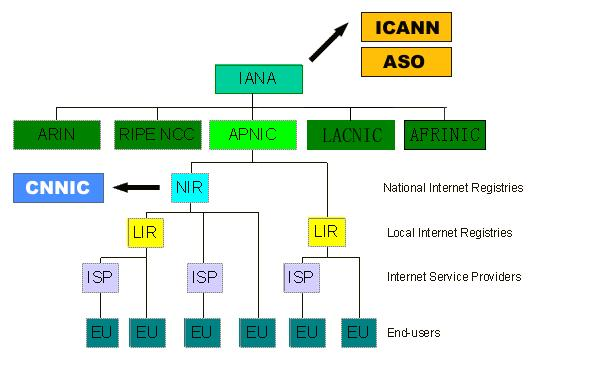 ICANN
ASO
IANA
ARIN
RIPE NCC
APNIC
LACNIC
AFRINIC
CNNIC
NIR
National Internet Registries
LIR
LIR
Local Internet Registries
ISP
ISP
ISP
Internet Service Providers
EU
EU
EU
EU
EU
EU
End-users